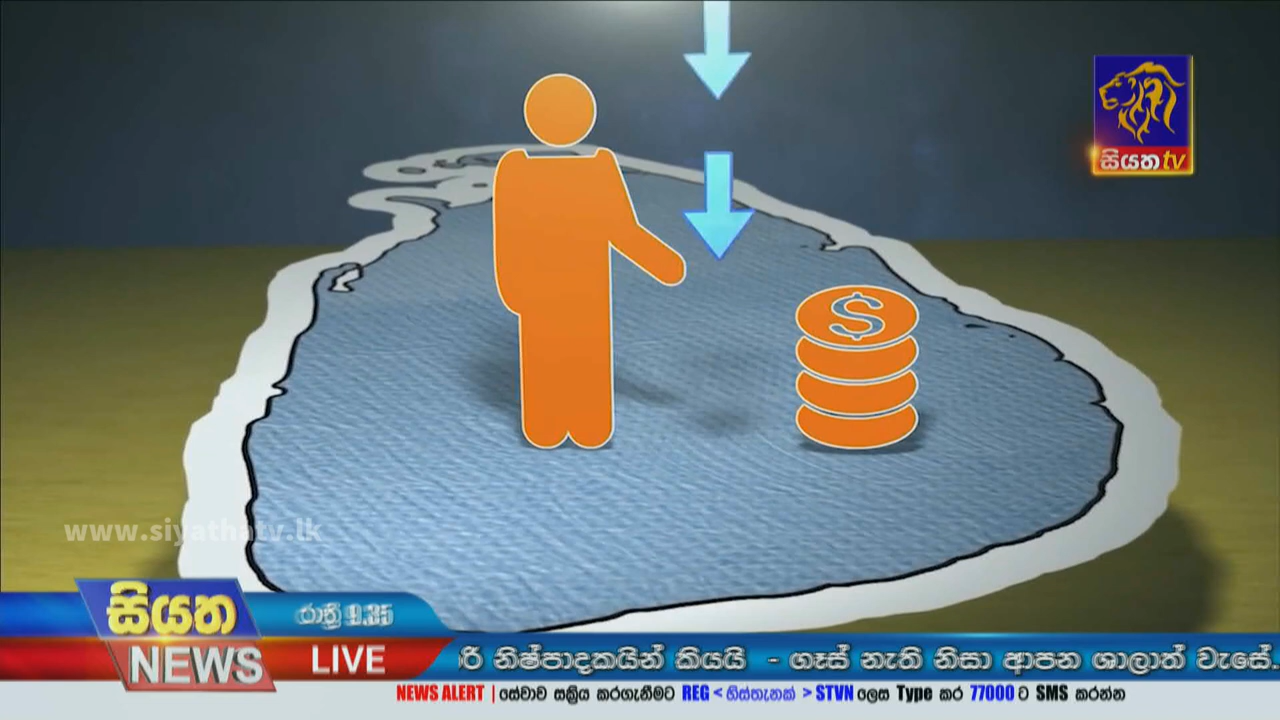 සියත tv
$
www.siyathatv.lk
සියත
රාත්‍රී 9.35
NEWS
LIVE
රි නිෂ්පාදකයින් කියයි - ගෑස් නැති නිසා ආපන ශාලාත් වැසේ..
NEWS ALERT | සේවාව සක්‍රීය කරගැනීමට REG < හිස්තැනක් > STVN ලෙස Type කර 77000 ට SMS කරන්න